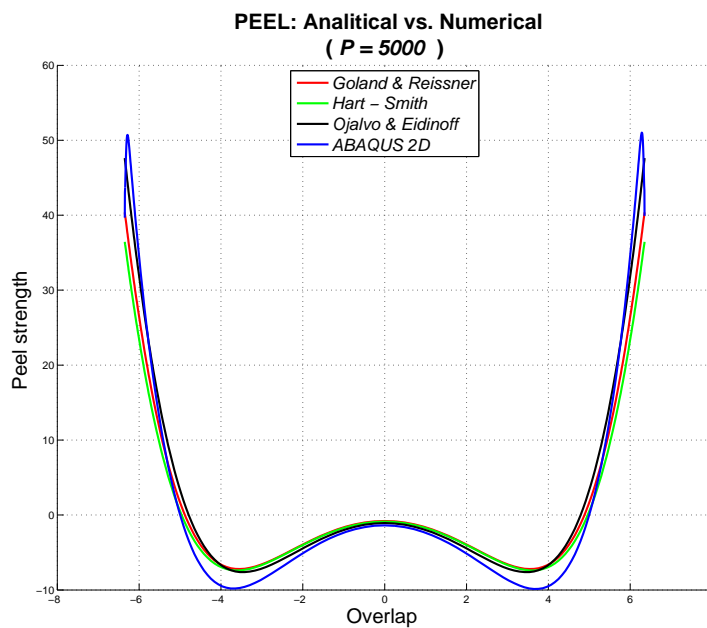 PEEL: Analitical vs. Numerical
( P = 5000 )
Goland & Reissner
Hart − Smith
Ojalvo & Eidinoff
ABAQUS 2D
60
50
40
30
20
10
0
−10
Peel strength
−8 −6 −4 −2 0 2 4 6
Overlap